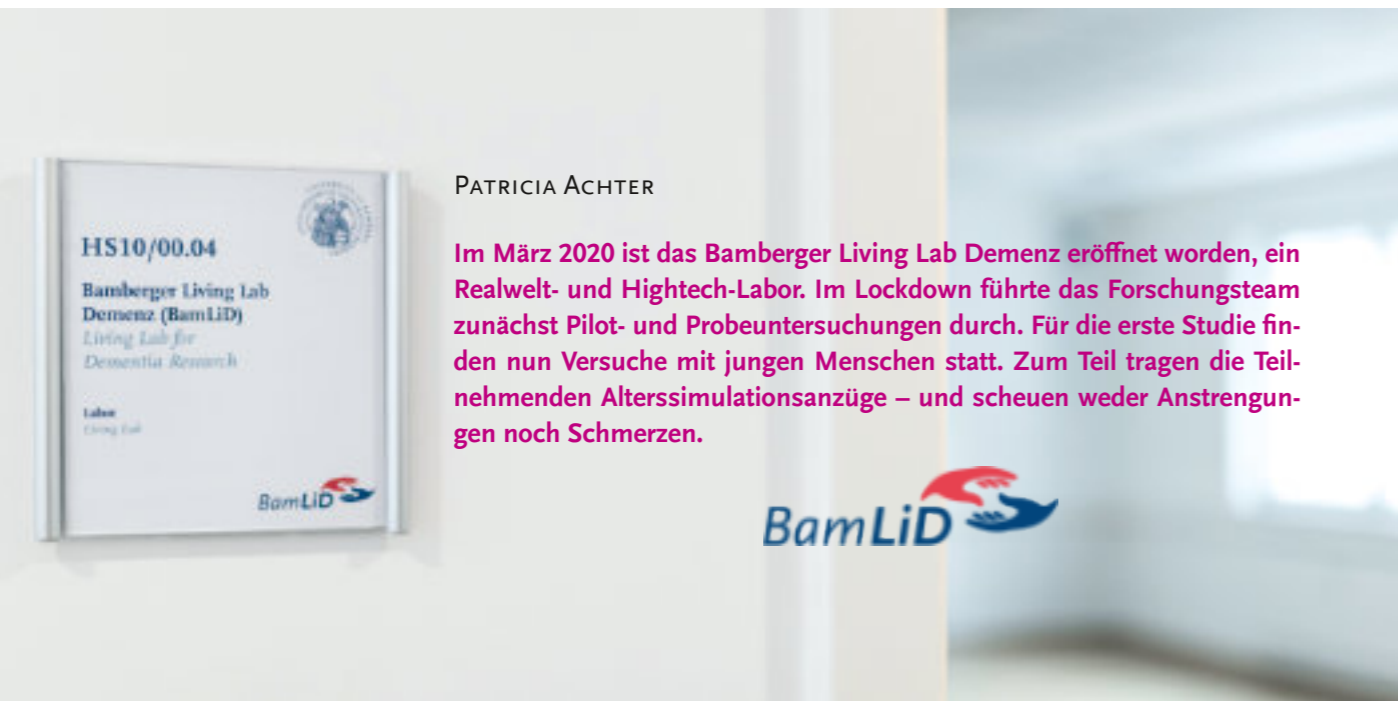 HS10/00.04
Bamberger Living Lab
Demenz (BamLiD)
Living Lab for
Dementia Research
Labor
Living Lab
BamLiD
PATRICIA ACHTER
Im März 2020 ist das Bamberger Living Lab Demenz eröffnet worden, ein
Realwelt- und Hightech-Labor. Im Lockdown führte das Forschungsteam
zunächst Pilot- und Probeuntersuchungen durch. Für die erste Studie fin-
den nun Versuche mit jungen Menschen statt. Zum Teil tragen die Teil-
nehmenden Alterssimulationsanzüge – und scheuen weder Anstrengun-
gen noch Schmerzen.
BamLiD